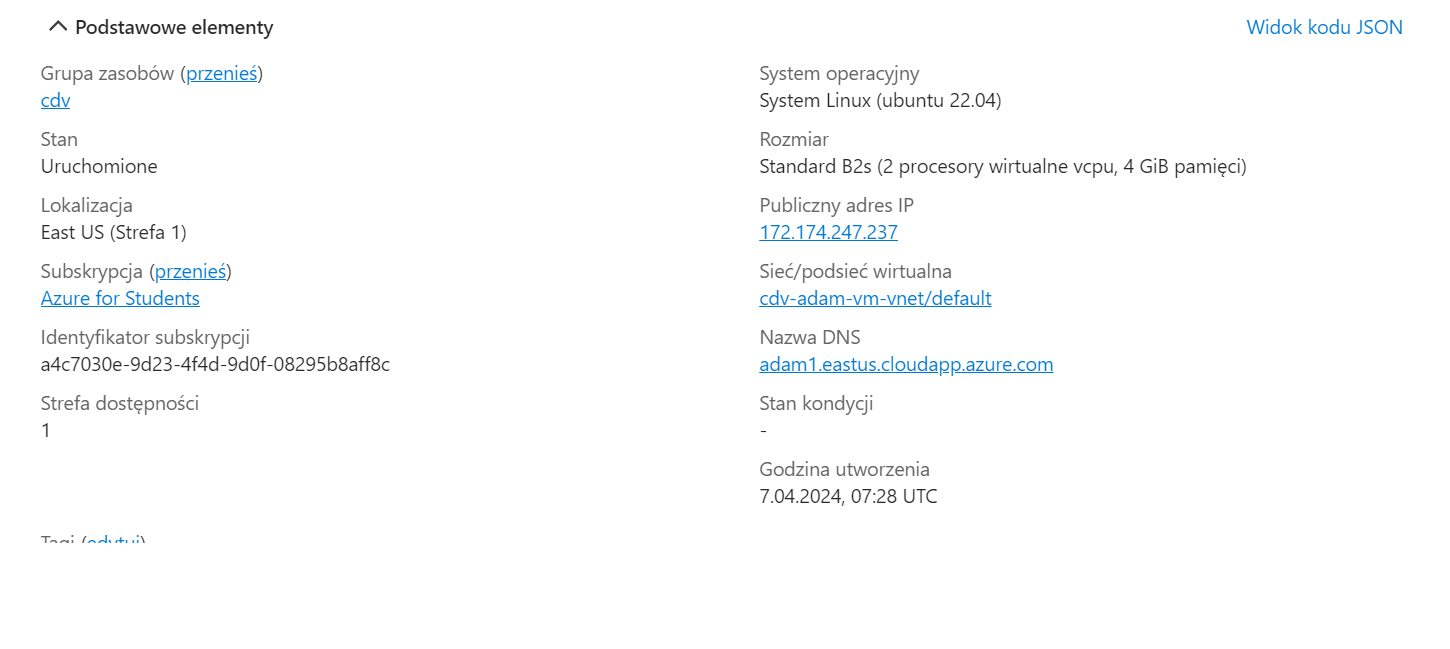 Podstawowe elementy
Widok kodu JSON
Grupa zasobów (przenieś)
cdv
Stan
Uruchomione
Lokalizacja
East US (Strefa 1)
Subskrypcja (przenieś)
Azure for Students
Identyfikator subskrypcji
a4c7030e-9d23-4f4d-9d0f-08295b8aff8c
Strefa dostępności
1
System operacyjny
System Linux (ubuntu 22.04)
Rozmiar
Standard B2s (2 procesory wirtualne vcpu, 4 GiB pamięci)
Publiczny adres IP
172.174.247.237
Sieć/podsieć wirtualna
cdv-adam-vm-vnet/default
Nazwa DNS
adam1.eastus.cloudapp.azure.com
Stan kondycji
-
Godzina utworzenia
7.04.2024, 07:28 UTC
Tagi (edytuj)